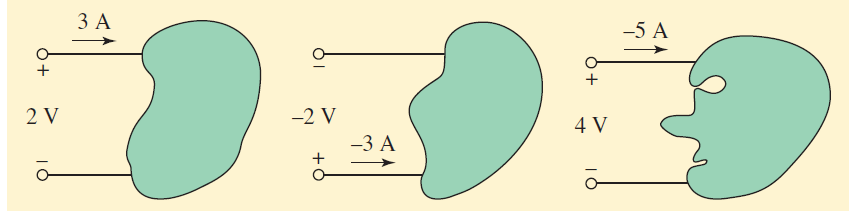 3 A
+
2 V
–
–
–2 V
–3 A
+
–5 A
+
4 V
–